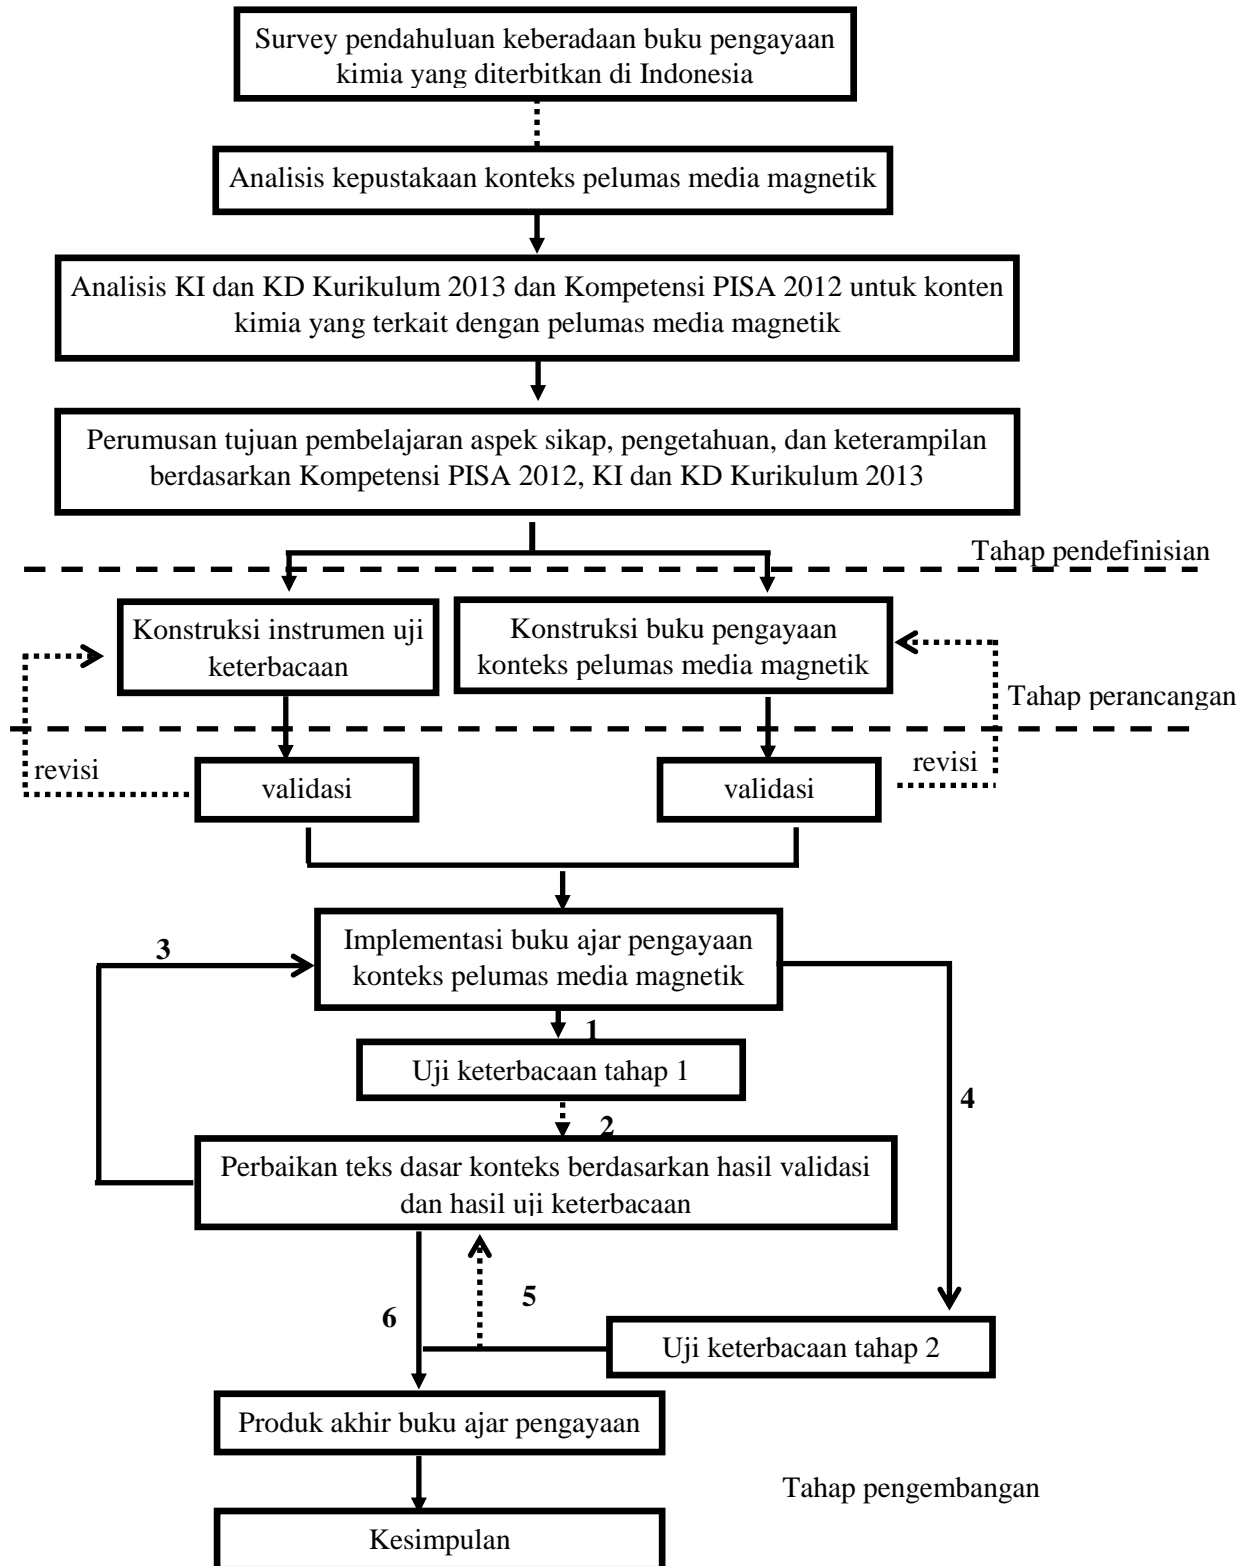 Survey pendahuluan keberadaan buku pengayaan
kimia yang diterbitkan di Indonesia
Analisis kepustakaan konteks pelumas media magnetik
Analisis KI dan KD Kurikulum 2013 dan Kompetensi PISA 2012 untuk konten
kimia yang terkait dengan pelumas media magnetik
Perumusan tujuan pembelajaran aspek sikap, pengetahuan, dan keterampilan
berdasarkan Kompetensi PISA 2012, KI dan KD Kurikulum 2013
Tahap pendefinisian
Konstruksi instrumen uji
keterbacaan
Konstruksi buku pengayaan
konteks pelumas media magnetik
Tahap perancangan
revisi
validasi
validasi
revisi
Implementasi buku ajar pengayaan
konteks pelumas media magnetik
3
1
Uji keterbacaan tahap 1
4
2
Perbaikan teks dasar konteks berdasarkan hasil validasi
dan hasil uji keterbacaan
5
6
Uji keterbacaan tahap 2
Produk akhir buku ajar pengayaan
Tahap pengembangan
Kesimpulan